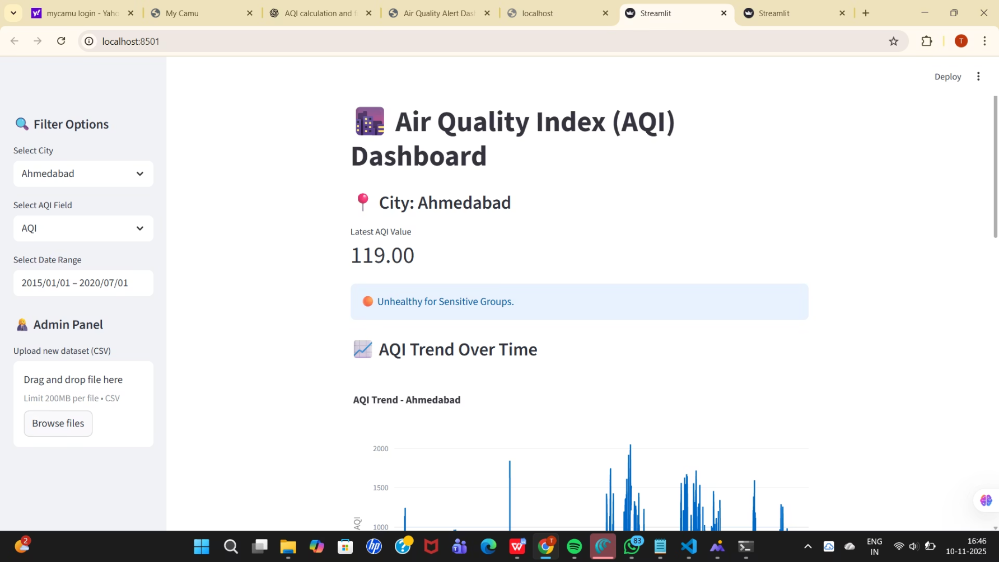 mycamu login - Yaho
My Camu
AQI calculation and f
Air Quality Alert Das
localhost
Streamlit
Streamlit
localhost:8501
T
Deploy
Filter Options
Select City
Ahmedabad
Select AQI Field
AQI
Select Date Range
2015/01/01 – 2020/07/01
Admin Panel
Upload new dataset (CSV)
Drag and drop file here
Limit 200MB per file • CSV
Browse files
Air Quality Index (AQI)
Dashboard
City: Ahmedabad
Latest AQI Value
119.00
Unhealthy for Sensitive Groups.
AQI Trend Over Time
AQI Trend - Ahmedabad
2000
1500
1000
AQI
2
83
ENG
IN
16:46
10-11-2025